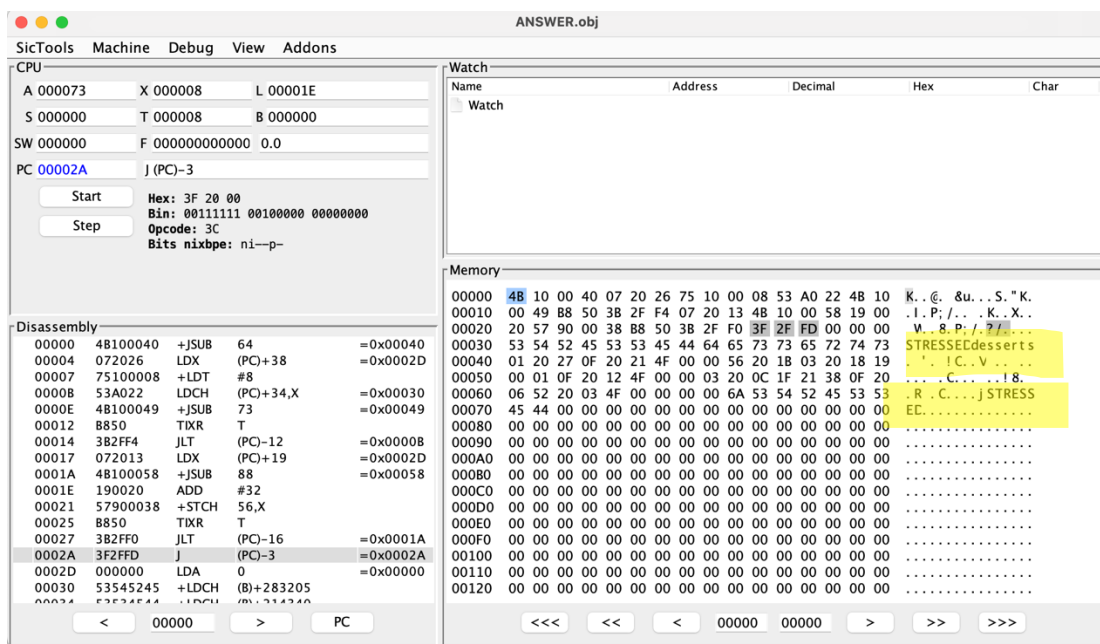 ANSWER.obj
SicTools Machine Debug View Addons
CPU
A 000073 X 000008 L 00001E
S 000000 T 000008 B 000000
SW 000000 F 000000000000 0.0
PC 00002A J (PC)-3
Start
Step
Hex: 3F 20 00
Bin: 00111111 00100000 00000000
Opcode: 3C
Bits nixbpe: ni--p-
Disassembly
00000 4B100040 +JSUB 64 =0x00040
00004 072026 LDX (PC)+38 =0x0002D
00007 75100008 +LDT #8
0000B 53A022 LDCH (PC)+34,X =0x00030
0000E 4B100049 +JSUB 73 =0x00049
00012 B850 TIXR T
00014 3B2FF4 JLT (PC)-12 =0x0000B
00017 072013 LDX (PC)+19 =0x0002D
0001A 4B100058 +JSUB 88 =0x00058
0001E 190020 ADD #32
00021 57900038 +STCH 56,X
00025 B850 TIXR T
00027 3B2FF0 JLT (PC)-16 =0x0001A
0002A 3F2FFD J (PC)-3 =0x0002A
0002D 000000 LDA 0 =0x00000
00030 53545245 +LDCH (B)+283205
< 00000 > PC
Watch
Name Address Decimal Hex Char
Watch
Memory
00000 4B 10 00 40 07 20 26 75 10 00 08 53 A0 22 4B 10 K..@. &u...S."K.
00010 00 49 B8 50 3B 2F F4 07 20 13 4B 10 00 58 19 00 .I.P;/.. .K..X..
00020 20 57 90 00 38 B8 50 3B 2F F0 3F 2F FD 00 00 00 W..8.P;/.?/....
00030 53 54 52 45 53 53 45 44 64 65 73 73 65 72 74 73 STRESSEDdesserts
00040 01 20 27 0F 20 21 4F 00 00 56 20 1B 03 20 18 19 . '. !O..V .. ..
00050 00 01 0F 20 12 4F 00 00 03 20 0C 1F 21 38 0F 20 ... .O... ..!8.
00060 06 52 20 03 4F 00 00 00 00 6A 53 54 52 45 53 53 .R .O....jSTRESS
00070 45 44 00 00 00 00 00 00 00 00 00 00 00 00 00 00 ED..............
00080 00 00 00 00 00 00 00 00 00 00 00 00 00 00 00 00 ................
00090 00 00 00 00 00 00 00 00 00 00 00 00 00 00 00 00 ................
000A0 00 00 00 00 00 00 00 00 00 00 00 00 00 00 00 00 ................
000B0 00 00 00 00 00 00 00 00 00 00 00 00 00 00 00 00 ................
000C0 00 00 00 00 00 00 00 00 00 00 00 00 00 00 00 00 ................
000D0 00 00 00 00 00 00 00 00 00 00 00 00 00 00 00 00 ................
000E0 00 00 00 00 00 00 00 00 00 00 00 00 00 00 00 00 ................
000F0 00 00 00 00 00 00 00 00 00 00 00 00 00 00 00 00 ................
00100 00 00 00 00 00 00 00 00 00 00 00 00 00 00 00 00 ................
00110 00 00 00 00 00 00 00 00 00 00 00 00 00 00 00 00 ................
00120 00 00 00 00 00 00 00 00 00 00 00 00 00 00 00 00 ................
<<< << < 00000 00000 > >> >>>